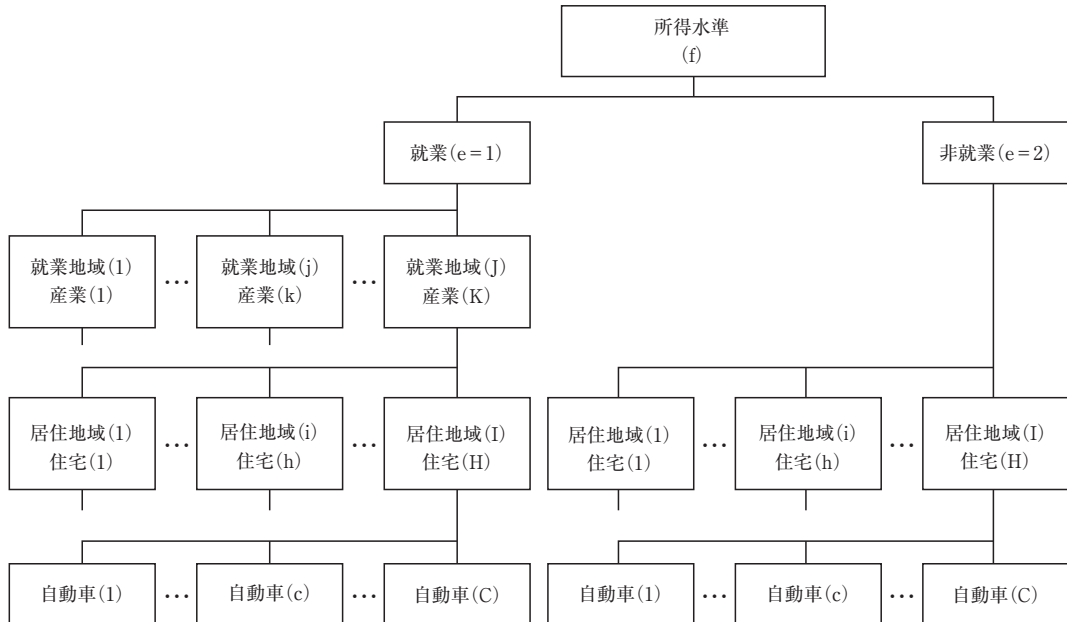 所得水準
(f)
就業(e=1)
非就業(e=2)
就業地域(1)
産業(1)
…
就業地域(j)
産業(k)
…
就業地域(J)
産業(K)
居住地域(1)
住宅(1)
…
居住地域(i)
住宅(h)
…
居住地域(I)
住宅(H)
居住地域(1)
住宅(1)
…
居住地域(i)
住宅(h)
…
居住地域(I)
住宅(H)
自動車(1)
…
自動車(c)
…
自動車(C)
自動車(1)
…
自動車(c)
…
自動車(C)